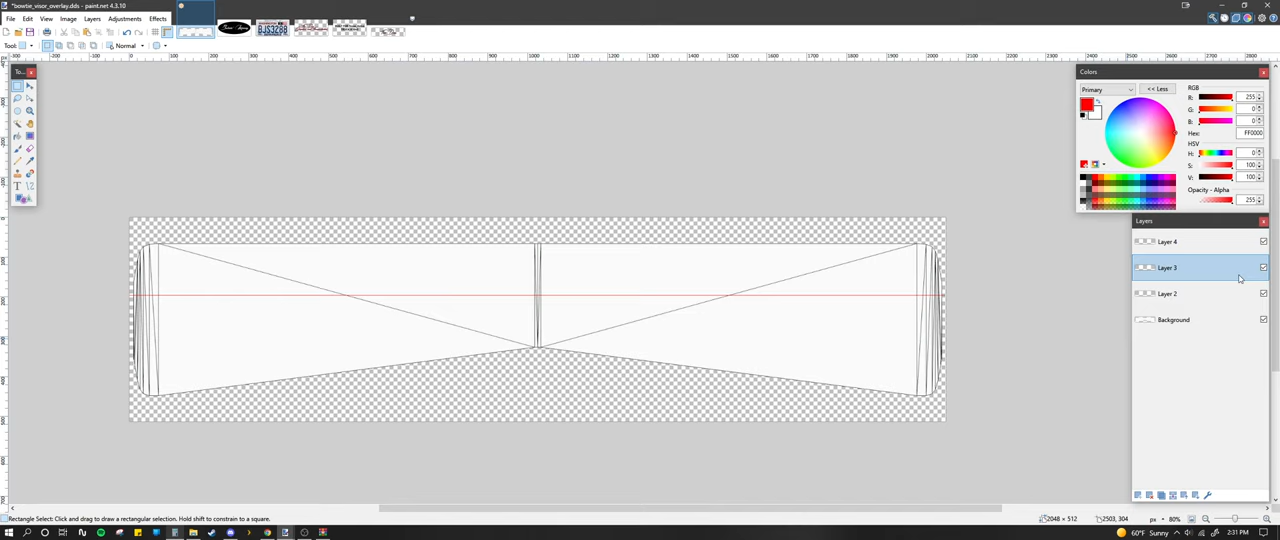 *bowtie_visor_overlay.dds - paint.net 4.3.10
File Edit View Image Layers Adjustments Effects
BJS3268
Tool:
Normal
To...
Colors
Primary
<< Less
RGB
R: 255
G: 0
B: 0
Hex: FF0000
HSV
H: 0
S: 100
V: 100
Opacity - Alpha
255
Layers
Layer 4
Layer 3
Layer 2
Background
Rectangle Select: Click and drag to draw a rectangular selection. Hold shift to constrain to a square.
2048 × 512
2503, 304
px
80%
60°F Sunny
2:31 PM